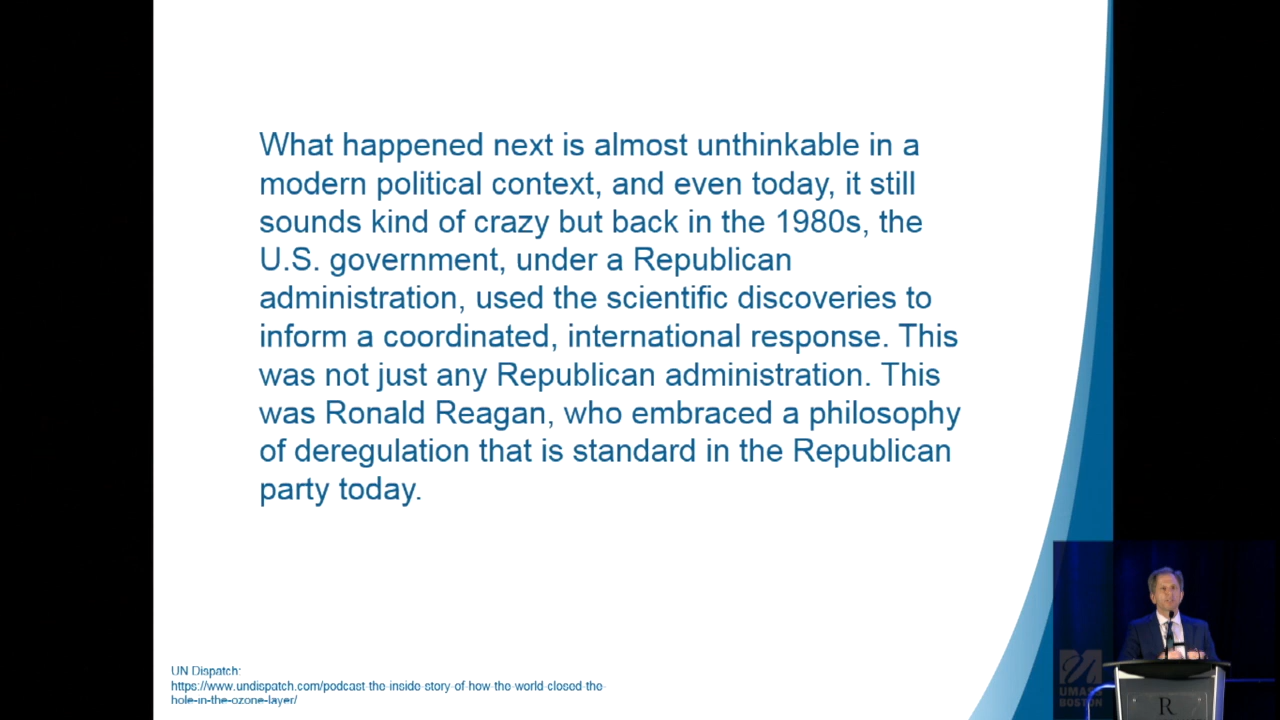 What happened next is almost unthinkable in a
modern political context, and even today, it still
sounds kind of crazy but back in the 1980s, the
U.S. government, under a Republican
administration, used the scientific discoveries to
inform a coordinated, international response. This
was not just any Republican administration. This
was Ronald Reagan, who embraced a philosophy
of deregulation that is standard in the Republican
party today.
UN Dispatch:
https://www.undispatch.com/podcast-the-inside-story-of-how-the-world-closed-the-
hole-in-the-ozone-layer/
UMASS
BOSTON
R